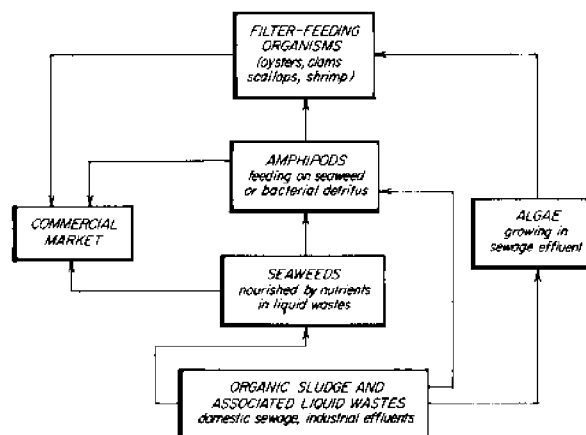 FILTER-FEEDING
ORGANISMS
(oysters, clams
scallops, shrimp)
AMPHIPODS
feeding on seaweed
or bacterial detritus
COMMERCIAL
MARKET
ALGAE
growing in
sewage effluent
SEAWEEDS
nourished by nutrients
in liquid wastes
ORGANIC SLUDGE AND
ASSOCIATED LIQUID WASTES
domestic sewage, industrial effluents